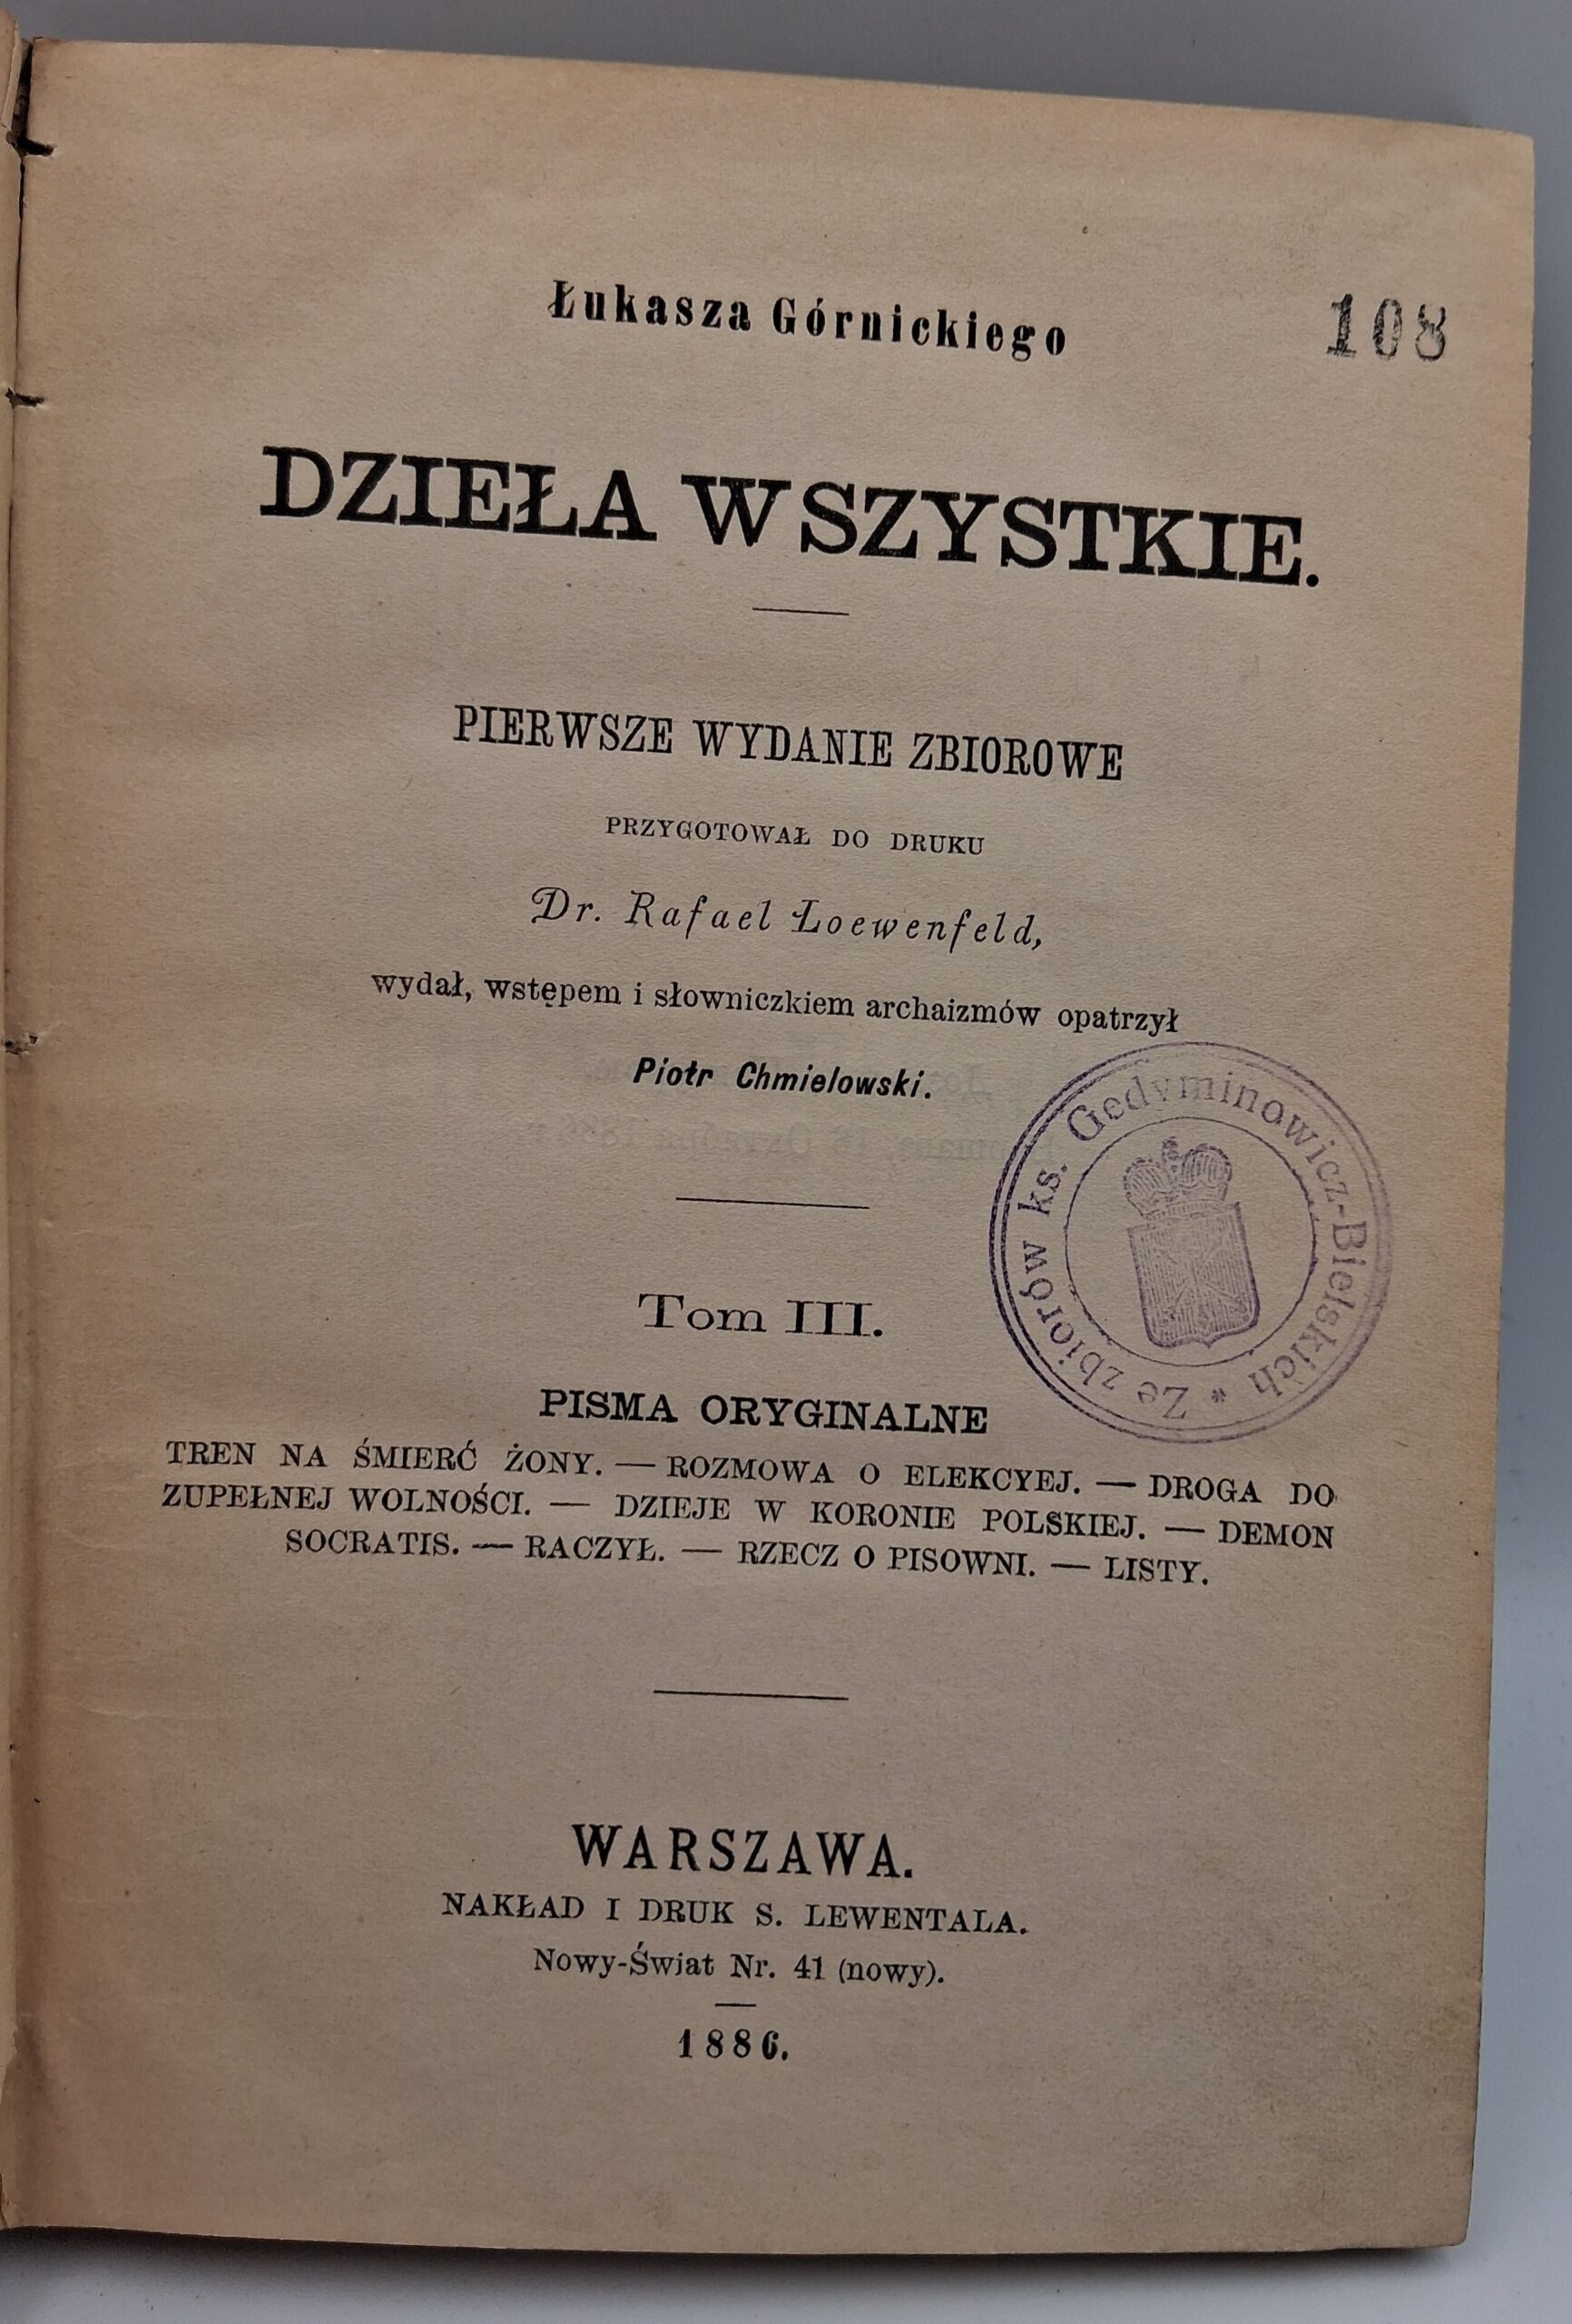 Łukasza Górnickiego
108
DZIEŁA WSZYSTKIE.
PIERWSZE WYDANIE ZBIOROWE
PRZYGOTOWAŁ DO DRUKU
Dr. Rafael Łoewenfeld,
wydał, wstępem i słowniczkiem archaizmów opatrzył
Piotr Chmielowski.
Ze zbiorów ks. Gedyminowicz-Bielskich *
Tom III.
PISMA ORYGINALNE
TREN NA ŚMIERĆ ŻONY. — ROZMOWA O ELEKCYEJ. — DROGA DO
ZUPEŁNEJ WOLNOŚCI. — DZIEJE W KORONIE POLSKIEJ. — DEMON
SOCRATIS. — RACZYŁ. — RZECZ O PISOWNI. — LISTY.
WARSZAWA.
NAKŁAD I DRUK S. LEWENTALA.
Nowy-Świat Nr. 41 (nowy).
1886.